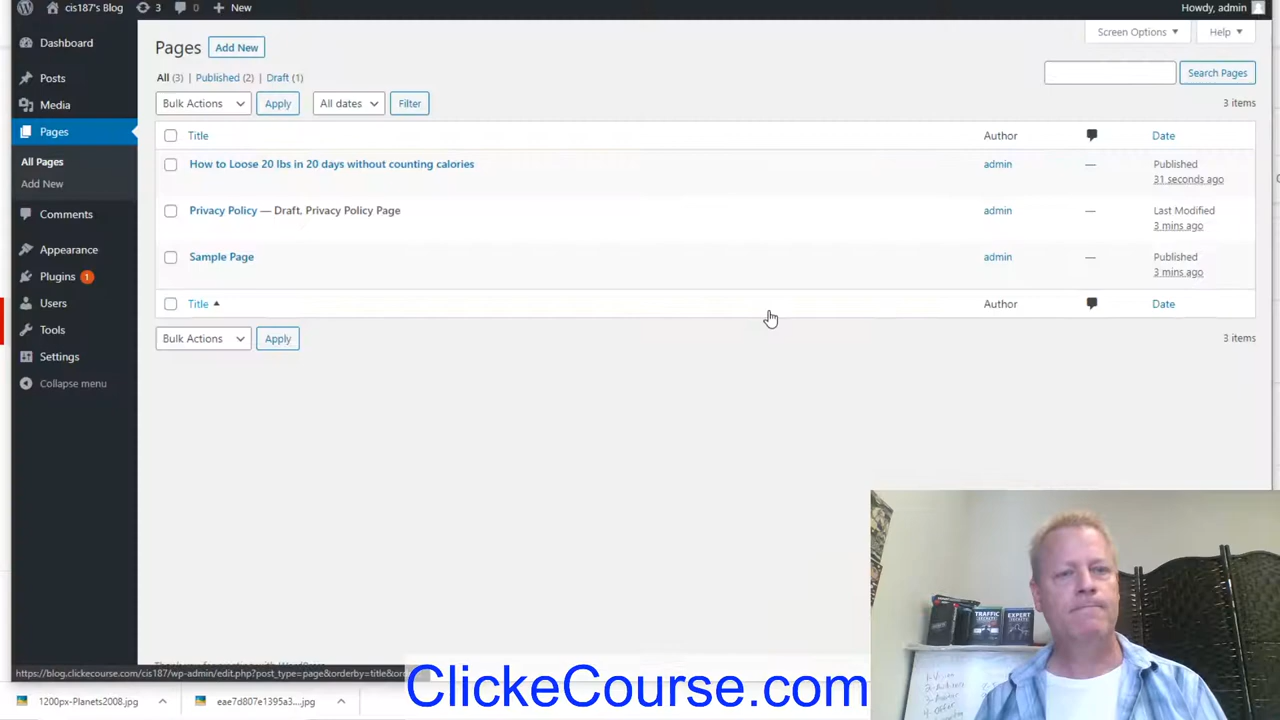 cis187's Blog 3 0 New Howdy, admin
Dashboard
Posts
Media
Pages
All Pages
Add New
Comments
Appearance
Plugins 1
Users
Tools
Settings
Collapse menu
Screen Options Help
Pages Add New
All (3) | Published (2) | Draft (1)
Search Pages
Bulk Actions Apply All dates Filter
3 items
Title Author Date
How to Loose 20 lbs in 20 days without counting calories admin — Published
31 seconds ago
Privacy Policy — Draft, Privacy Policy Page admin — Last Modified
3 mins ago
Sample Page admin — Published
3 mins ago
Title Author Date
Bulk Actions Apply
3 items
TRAFFIC
SECRETS
EXPERT
SECRETS
https://blog.clickecourse.com/cis187/wp-admin/edit.php?post_type=page&orderby=title&
ClickeCourse.com
1200px-Planets2008.jpg
eae7d807e1395a3....jpg